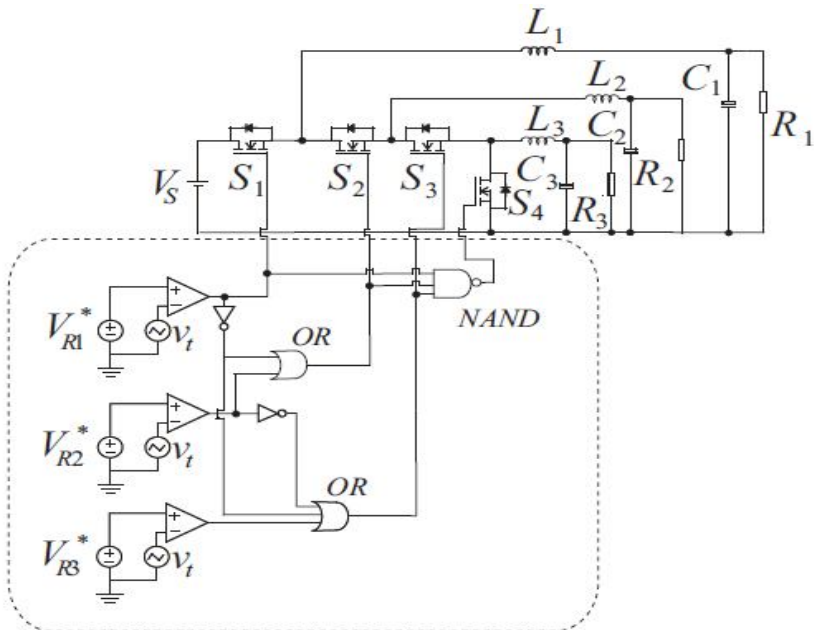 L1
L2
C1
L3
C2
R1
VS
S1
S2
S3
C3
S4
R3
R2
VR1*
vt
OR
NAND
VR2*
vt
OR
VR3*
vt